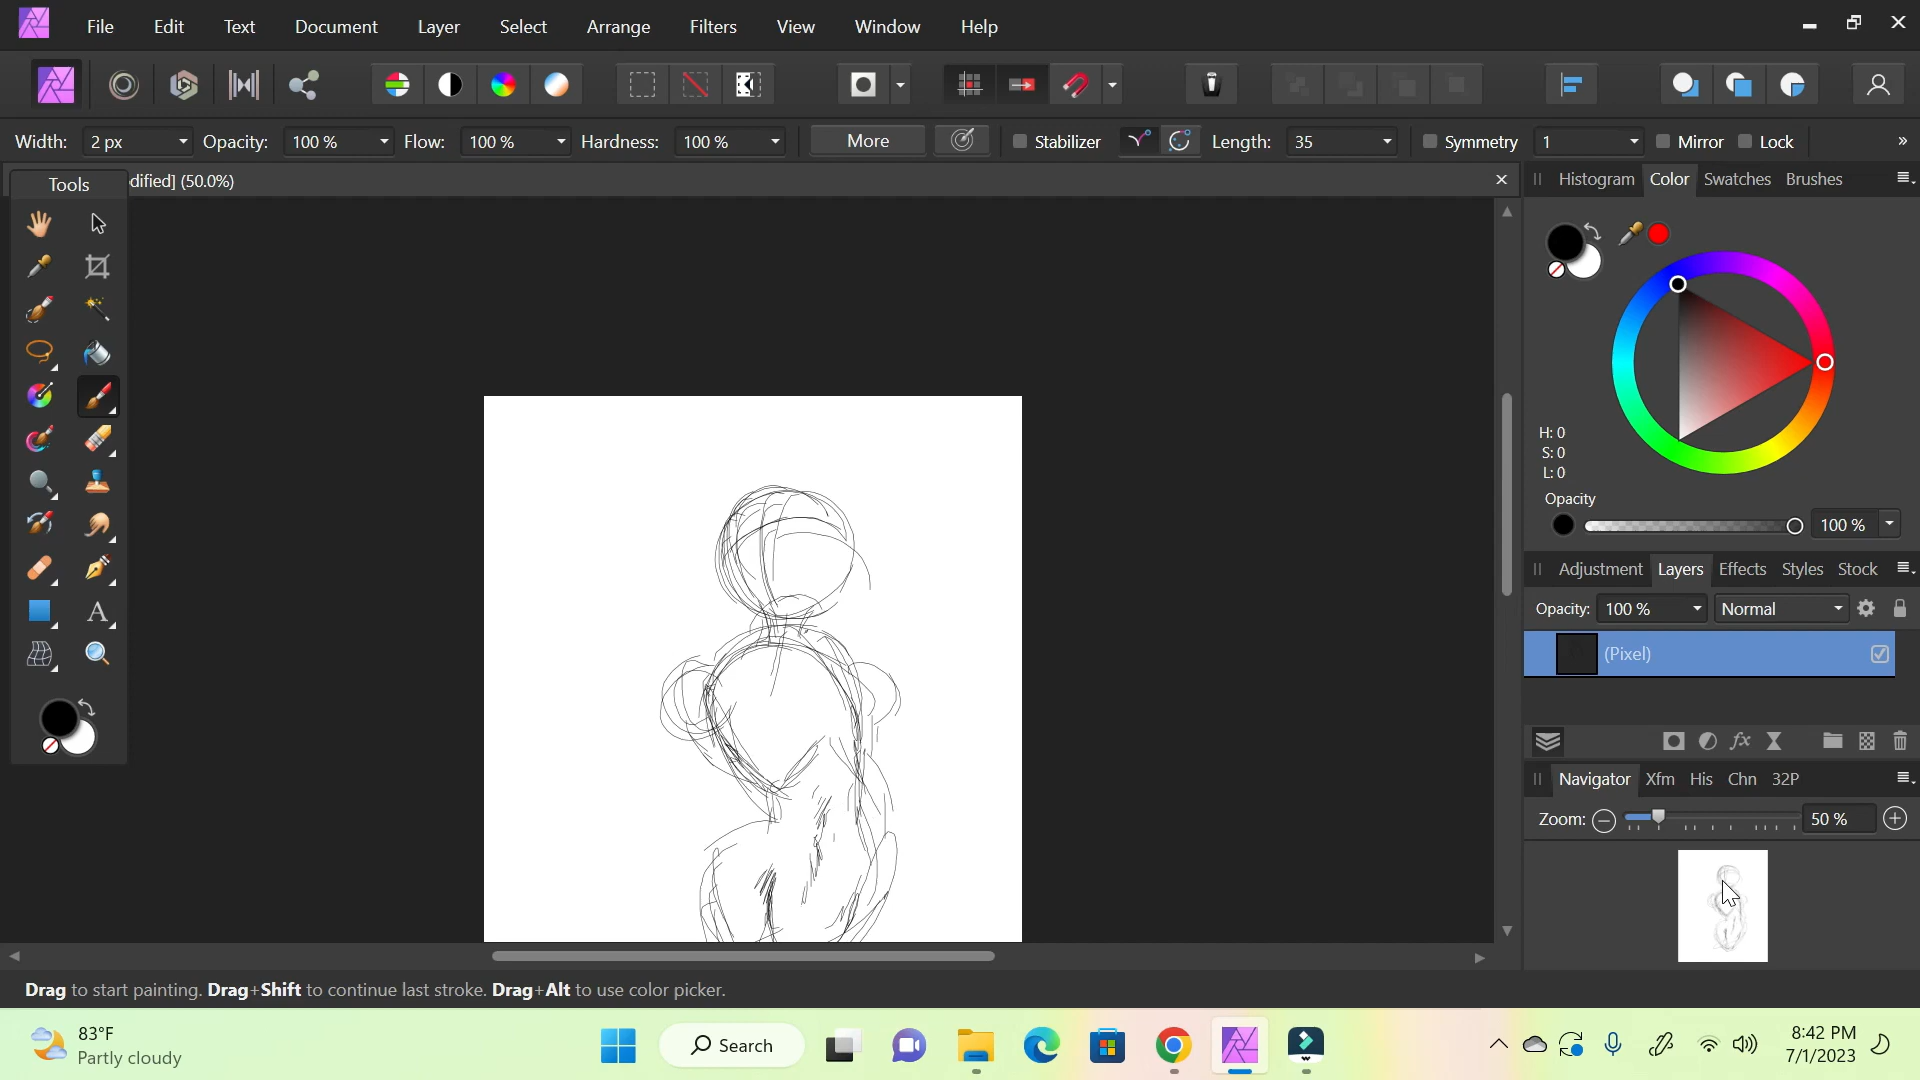 File Edit Text Document Layer Select Arrange Filters View Window Help
Width: 2 px Opacity: 100 % Flow: 100 % Hardness: 100 % More Stabilizer Length: 35 Symmetry 1 Mirror Lock »
Tools
dified] (50.0%)
Histogram Color Swatches Brushes
H: 0
S: 0
L: 0
Opacity
100 %
Adjustment Layers Effects Styles Stock
Opacity: 100 % Normal
(Pixel)
Navigator Xfm His Chn 32P
Zoom: 50 %
Drag to start painting. Drag+Shift to continue last stroke. Drag+Alt to use color picker.
83°F
Partly cloudy
Search
8:42 PM
7/1/2023